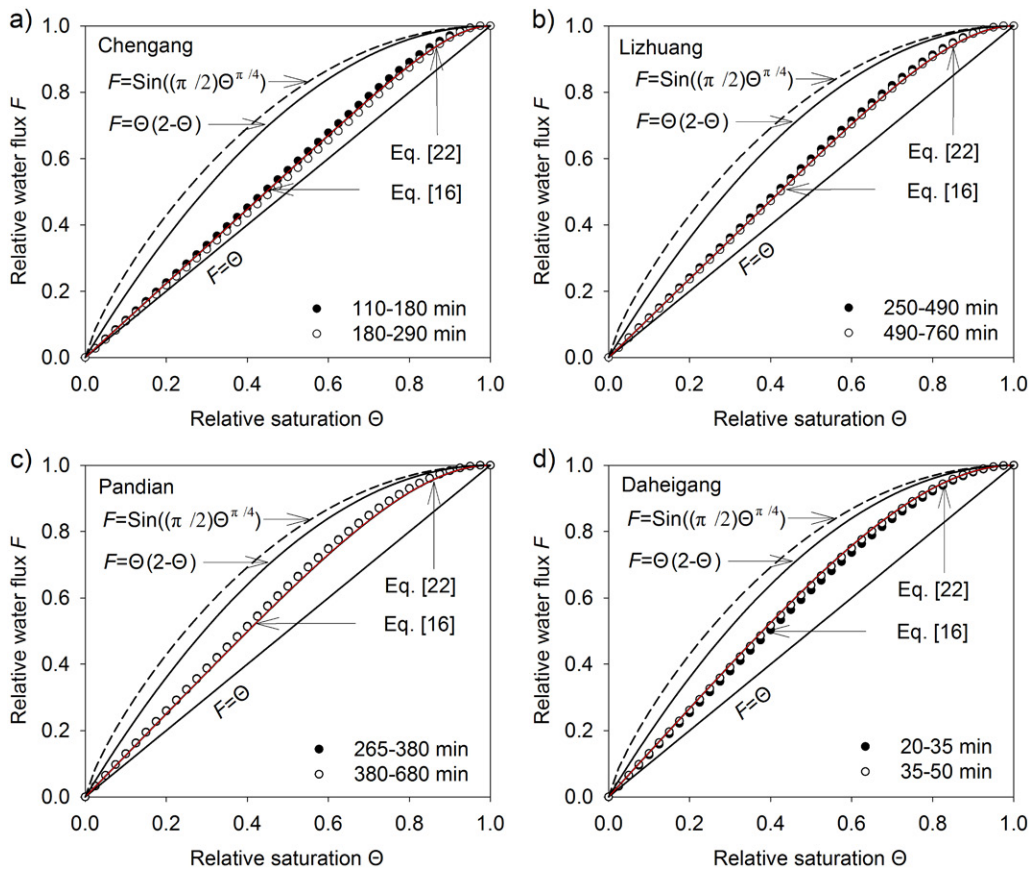 a)
Chengang
F=Sin((π /2)Θ^π /4)
F=Θ(2-Θ)
Eq. [22]
Eq. [16]
F=Θ
110-180 min
180-290 min
1.0
0.8
0.6
0.4
0.2
0.0
0.0 0.2 0.4 0.6 0.8 1.0
Relative water flux F
Relative saturation Θ
b)
Lizhuang
F=Sin((π /2)Θ^π /4)
F=Θ(2-Θ)
Eq. [22]
Eq. [16]
F=Θ
250-490 min
490-760 min
1.0
0.8
0.6
0.4
0.2
0.0
0.0 0.2 0.4 0.6 0.8 1.0
Relative water flux F
Relative saturation Θ
c)
Pandian
F=Sin((π /2)Θ^π /4)
F=Θ(2-Θ)
Eq. [22]
Eq. [16]
F=Θ
265-380 min
380-680 min
1.0
0.8
0.6
0.4
0.2
0.0
0.0 0.2 0.4 0.6 0.8 1.0
Relative water flux F
Relative saturation Θ
d)
Daheigang
F=Sin((π /2)Θ^π /4)
F=Θ(2-Θ)
Eq. [22]
Eq. [16]
F=Θ
20-35 min
35-50 min
1.0
0.8
0.6
0.4
0.2
0.0
0.0 0.2 0.4 0.6 0.8 1.0
Relative water flux F
Relative saturation Θ